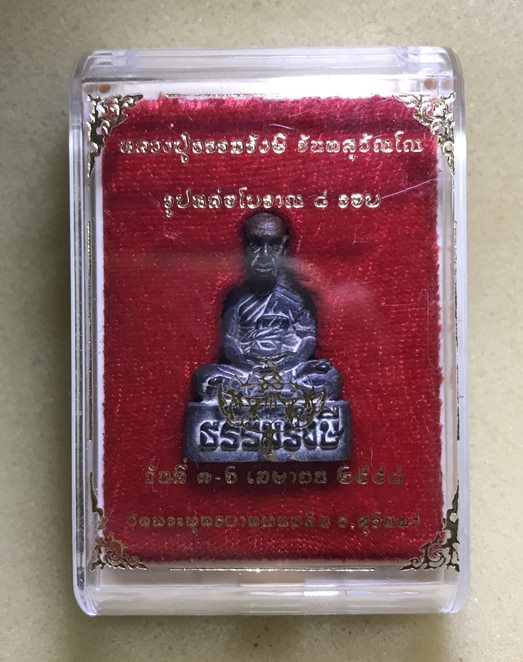 หลวงปู่ธรรมรังษี จันทสุวัณโณ
รูปหล่อโบราณ ๘ รอบ
ธรรมรังษี
วันที่ ๓-๖ เมษายน ๒๕๔๘
วัดพระพุทธบาทพนมดิน จ.สุรินทร์